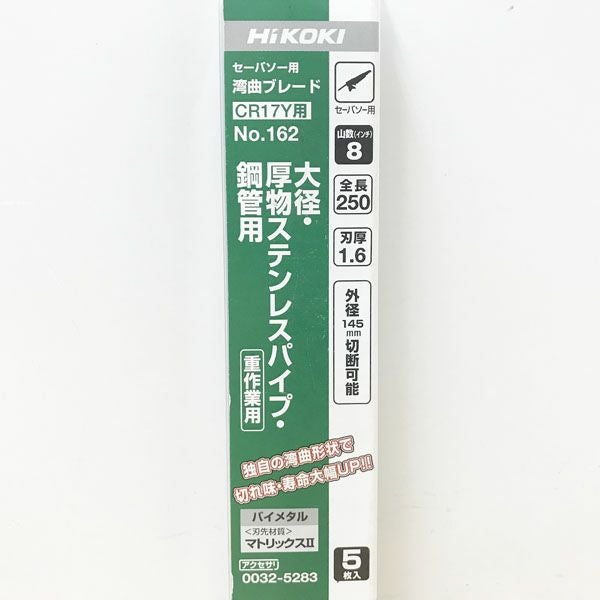 HiKOKI
セーバソー用
湾曲ブレード
CR17Y用
No.162
大径・
厚物ステンレスパイプ・
鋼管用
重作業用
独自の湾曲形状で
切れ味・寿命大幅UP!!
バイメタル
<刃先材質>
マトリックスII
アクセサリ
0032-5283
セーバソー用
山数(インチ)
8
全長
250
刃厚
1.6
外径
145mm
切断可能
5
枚入